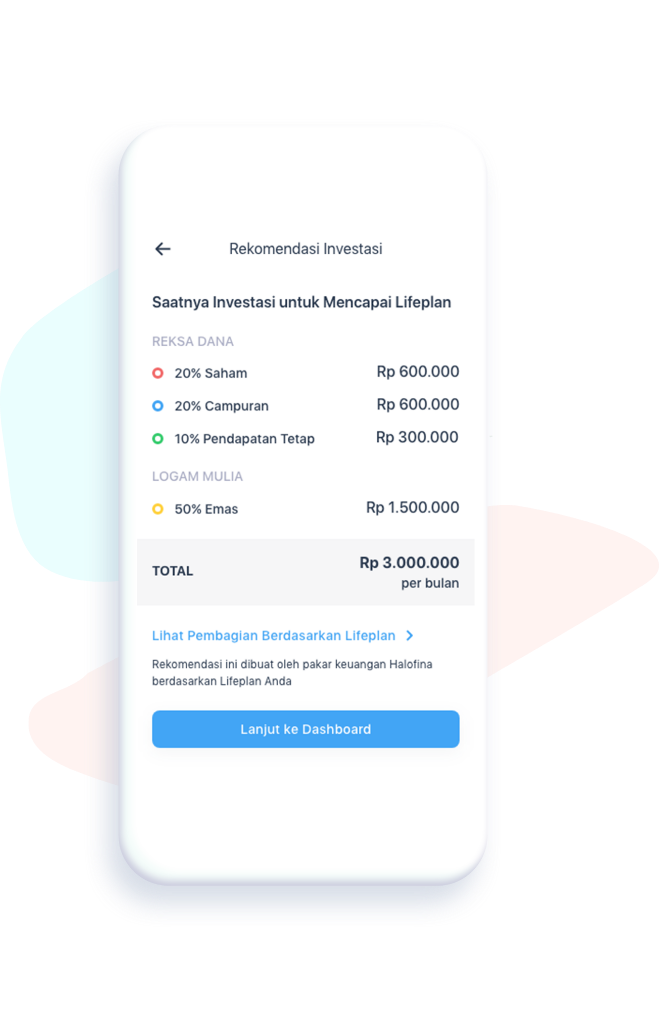 Rekomendasi Investasi
Saatnya Investasi untuk Mencapai Lifeplan
REKSA DANA
20% Saham Rp 600.000
20% Campuran Rp 600.000
10% Pendapatan Tetap Rp 300.000
LOGAM MULIA
50% Emas Rp 1.500.000
TOTAL Rp 3.000.000
per bulan
Lihat Pembagian Berdasarkan Lifeplan
Rekomendasi ini dibuat oleh pakar keuangan Halofina
berdasarkan Lifeplan Anda
Lanjut ke Dashboard